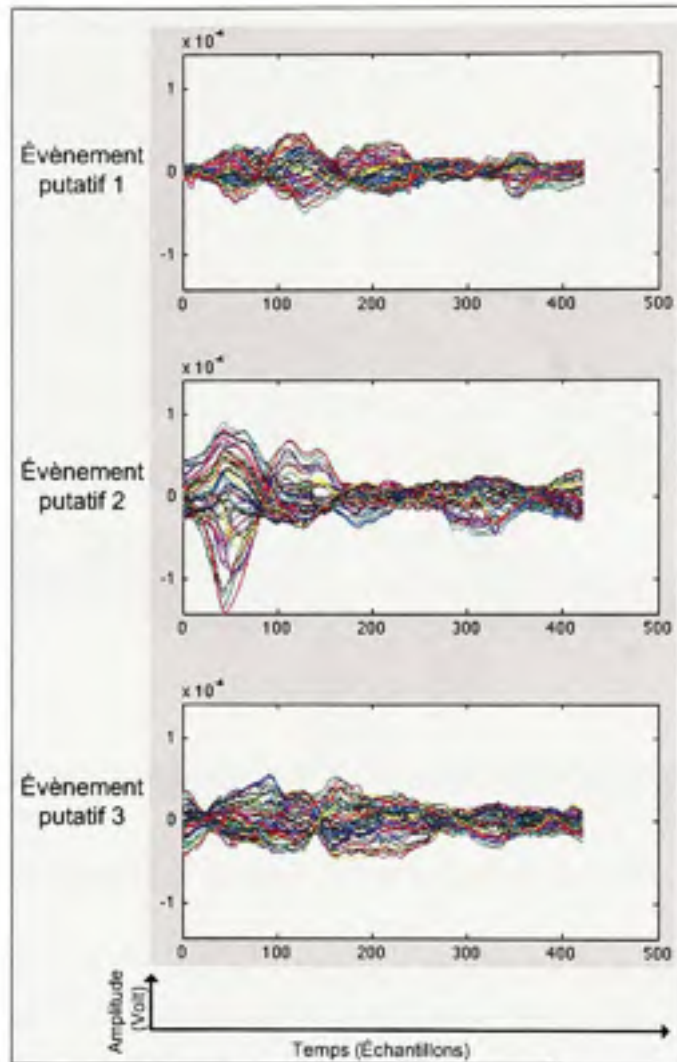 x 10⁻⁴
1
0
-1
0 100 200 300 400 500
Évènement
putatif 1
x 10⁻⁴
1
0
-1
0 100 200 300 400 500
Évènement
putatif 2
x 10⁻⁴
1
0
-1
0 100 200 300 400 500
Évènement
putatif 3
Amplitude
(Volt)
Temps (Échantillons)